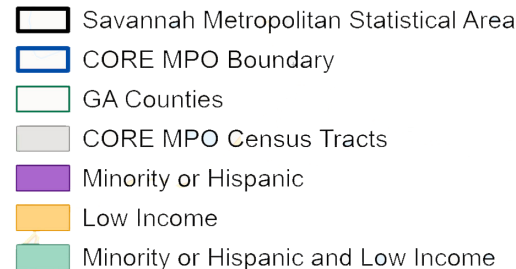 Savannah Metropolitan Statistical Area
CORE MPO Boundary
GA Counties
CORE MPO Census Tracts
Minority or Hispanic
Low Income
Minority or Hispanic and Low Income